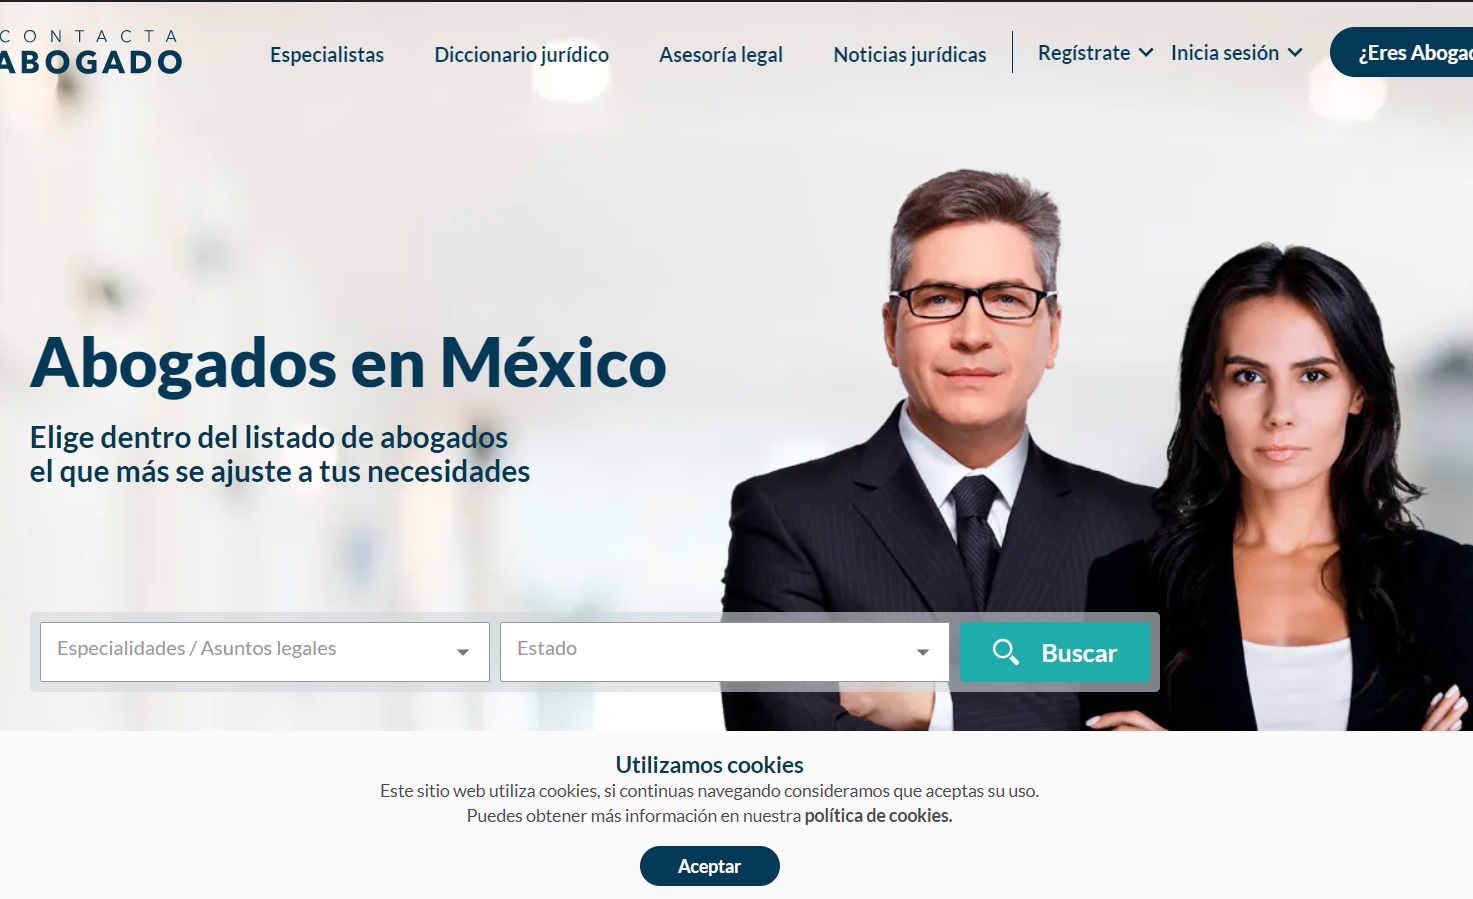 CONTACTA
ABOGADO
Especialistas
Diccionario jurídico
Asesoría legal
Noticias jurídicas
Regístrate
Inicia sesión
¿Eres Abogad
Abogados en México
Elige dentro del listado de abogados
el que más se ajuste a tus necesidades
Especialidades / Asuntos legales
Estado
Buscar
Utilizamos cookies
Este sitio web utiliza cookies, si continuas navegando consideramos que aceptas su uso.
Puedes obtener más información en nuestra política de cookies.
Aceptar